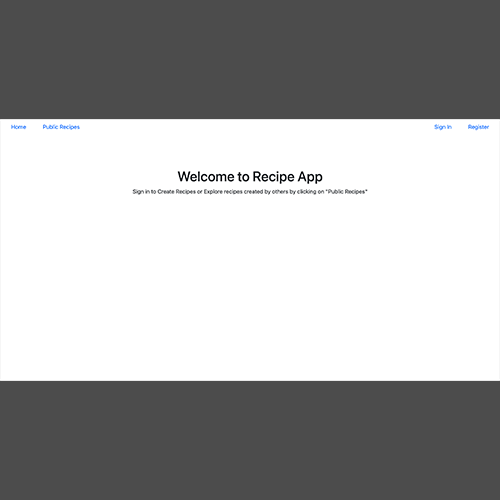 Home Public Recipes Sign In Register
Welcome to Recipe App
Sign in to Create Recipes or Explore recipes created by others by clicking on "Public Recipes"